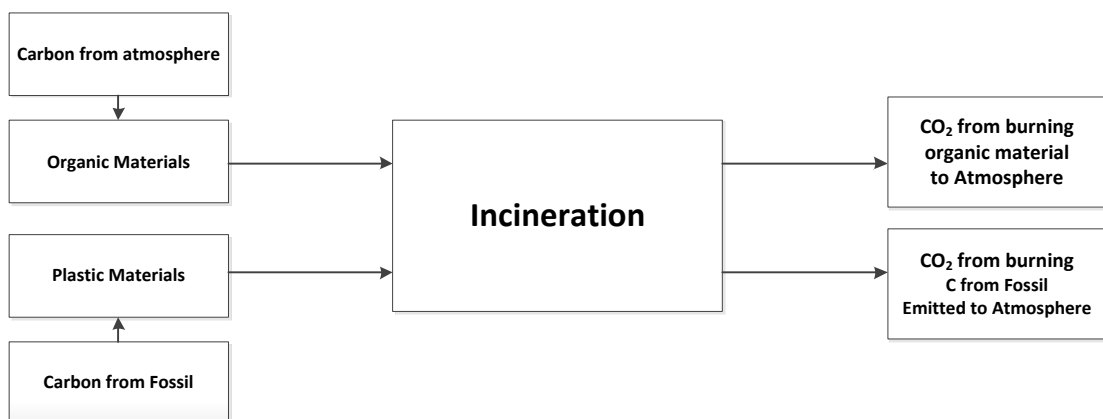 Carbon from atmosphere
Organic Materials
Plastic Materials
Carbon from Fossil
Incineration
CO₂ from burning
organic material
to Atmosphere
CO₂ from burning
C from Fossil
Emitted to Atmosphere